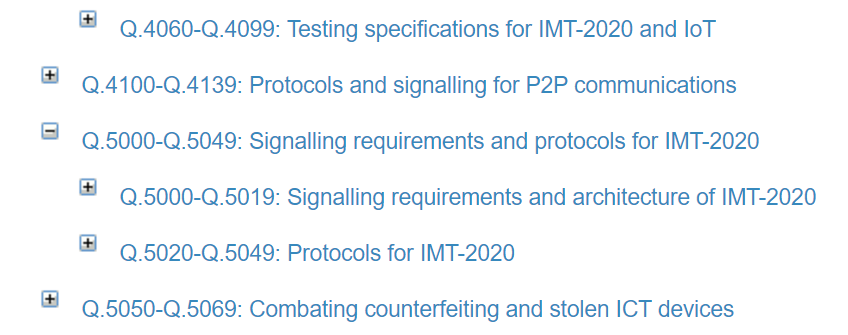 Q.4060-Q.4099: Testing specifications for IMT-2020 and IoT
Q.4100-Q.4139: Protocols and signalling for P2P communications
Q.5000-Q.5049: Signalling requirements and protocols for IMT-2020
Q.5000-Q.5019: Signalling requirements and architecture of IMT-2020
Q.5020-Q.5049: Protocols for IMT-2020
Q.5050-Q.5069: Combating counterfeiting and stolen ICT devices